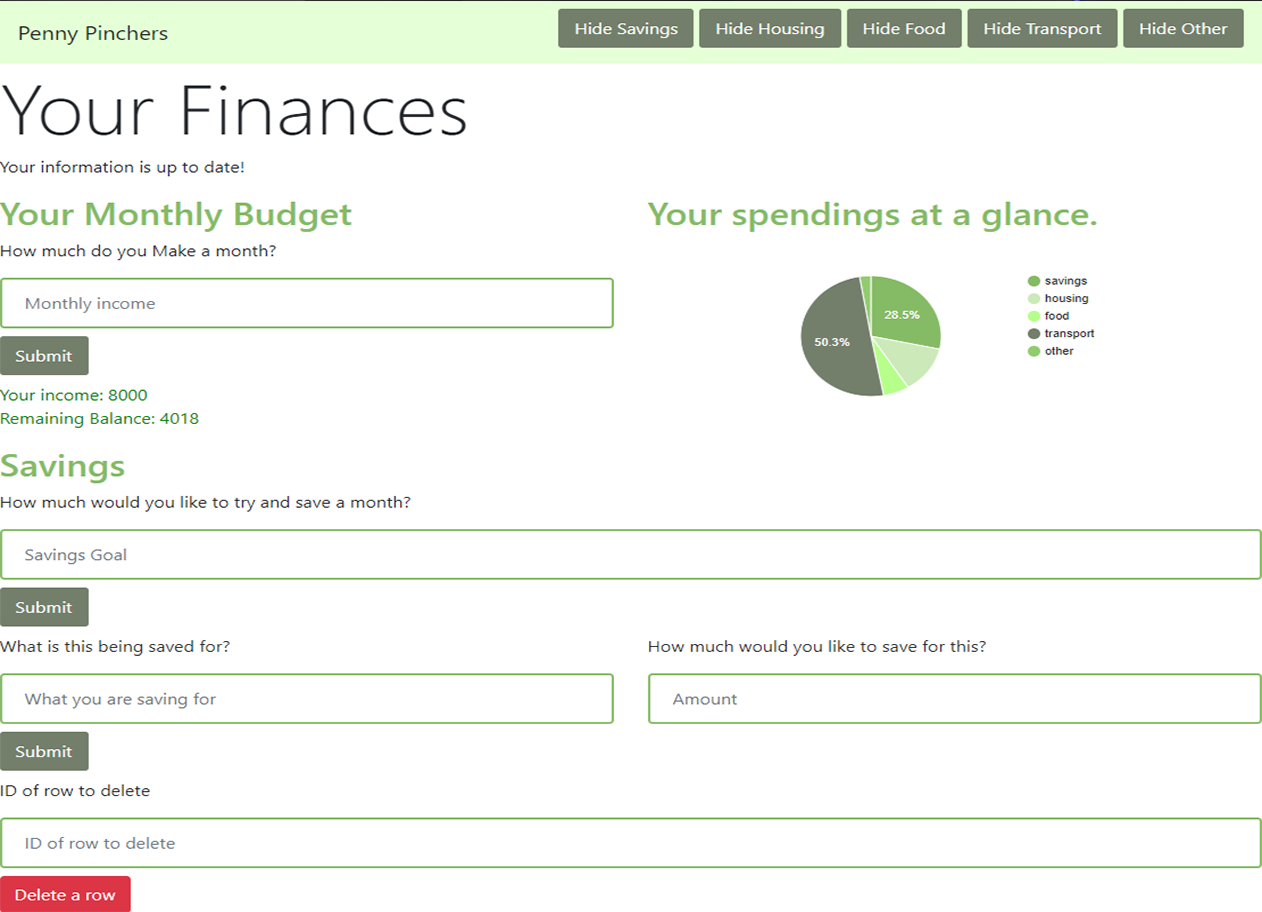 Penny Pinchers
Hide Savings Hide Housing Hide Food Hide Transport Hide Other
Your Finances
Your information is up to date!
Your Monthly Budget
How much do you Make a month?
Monthly income
Submit
Your income: 8000
Remaining Balance: 4018
Your spendings at a glance.
28.5%
50.3%
savings
housing
food
transport
other
Savings
How much would you like to try and save a month?
Savings Goal
Submit
What is this being saved for?
What you are saving for
How much would you like to save for this?
Amount
Submit
ID of row to delete
ID of row to delete
Delete a row